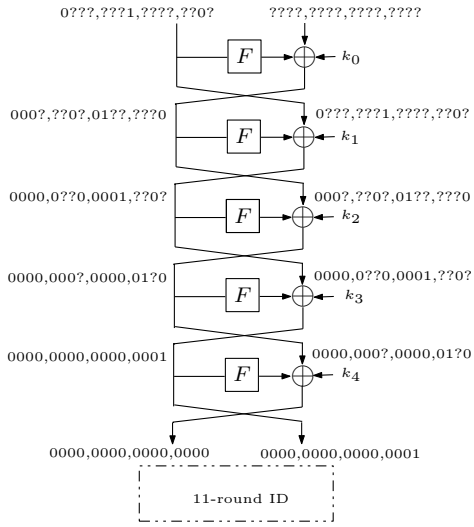 0???,???1,????,??0? ????,????,????,????
F k0
000?,??0?,01??,???0 0???,???1,????,??0?
F k1
0000,0??0,0001,??0? 000?,??0?,01??,???0
F k2
0000,000?,0000,01?0 0000,0??0,0001,??0?
F k3
0000,0000,0000,0001 0000,000?,0000,01?0
F k4
0000,0000,0000,0000 0000,0000,0000,0001
11-round ID